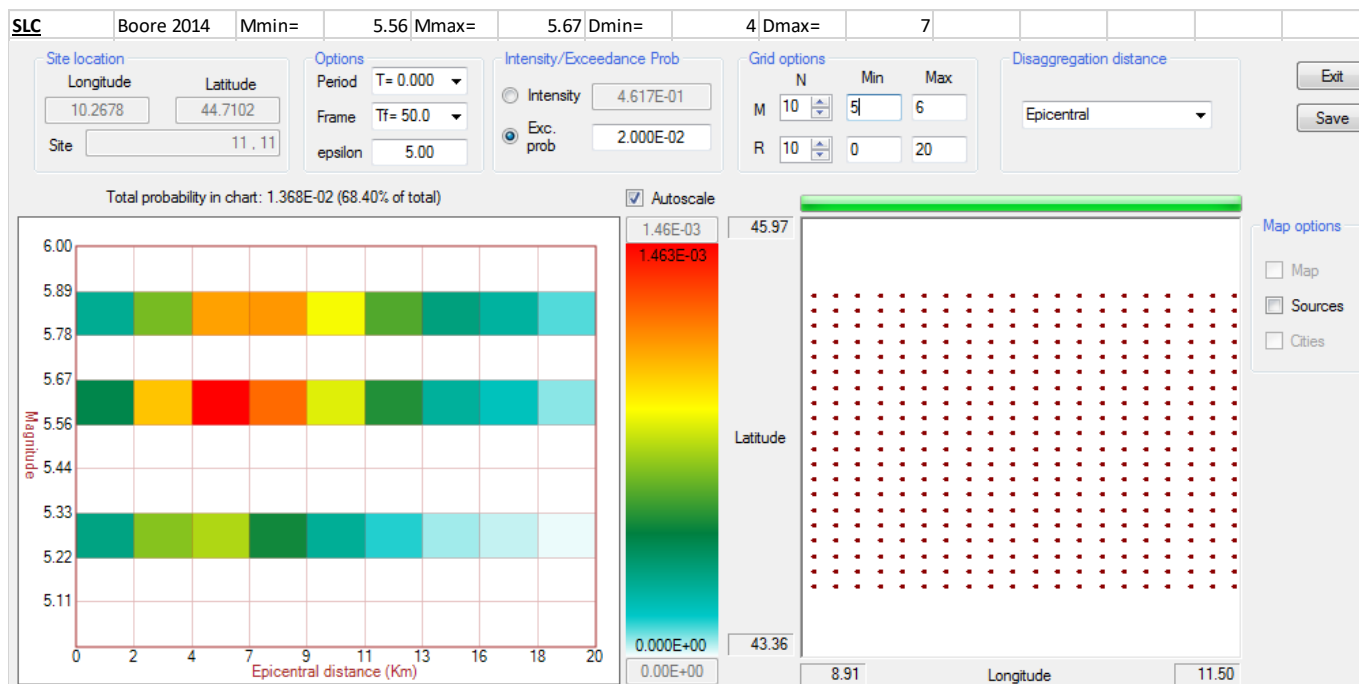 SLC Boore 2014 Mmin= 5.56 Mmax= 5.67 Dmin= 4 Dmax= 7
Site location
Longitude Latitude
10.2678 44.7102
Site 11 , 11
Options
Period T= 0.000
Frame Tf= 50.0
epsilon 5.00
Intensity/Exceedance Prob
Intensity 4.617E-01
Exc. prob 2.000E-02
Grid options
N Min Max
M 10 5 6
R 10 0 20
Disaggregation distance
Epicentral
Exit
Save
Total probability in chart: 1.368E-02 (68.40% of total)
Autoscale
1.46E-03
1.463E-03
0.000E+00
0.00E+00
6.00
5.89
5.78
5.67
5.56
5.44
5.33
5.22
5.11
Magnitude
0 2 4 7 9 11 13 16 18 20
Epicentral distance (Km)
45.97
Latitude
43.36
8.91 Longitude 11.50
Map options
Map
Sources
Cities